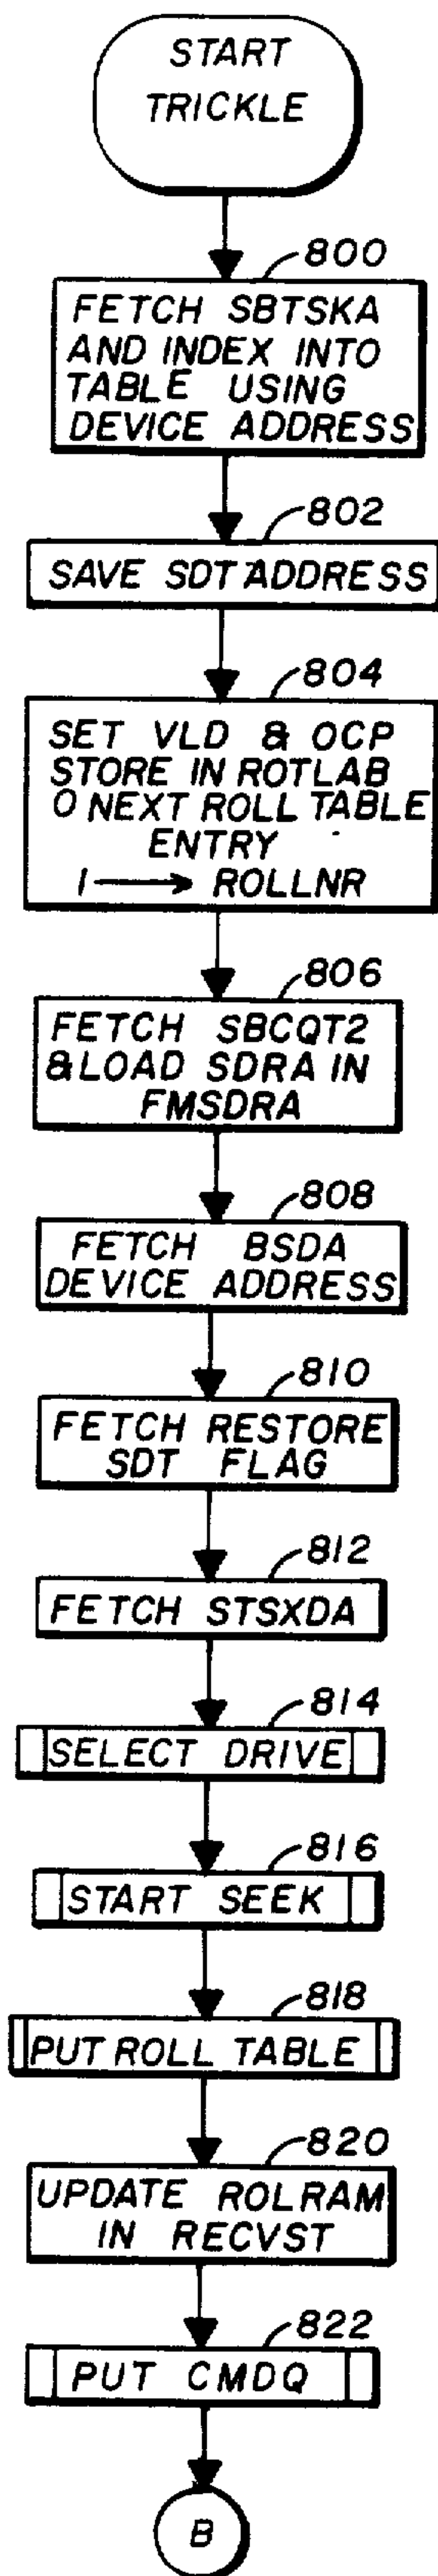 START
TRICKLE
800
FETCH SBTSKA
AND INDEX INTO
TABLE USING
DEVICE ADDRESS
802
SAVE SDT ADDRESS
804
SET VLD & OCP
STORE IN ROTLAB
O NEXT ROLL TABLE
ENTRY
1 → ROLLNR
806
FETCH SBCQT2
& LOAD SDRA IN
FMSDRA
808
FETCH BSDA
DEVICE ADDRESS
810
FETCH RESTORE
SDT FLAG
812
FETCH STSXDA
814
SELECT DRIVE
816
START SEEK
818
PUT ROLL TABLE
820
UPDATE ROLRAM
IN RECVST
822
PUT CMDQ
B